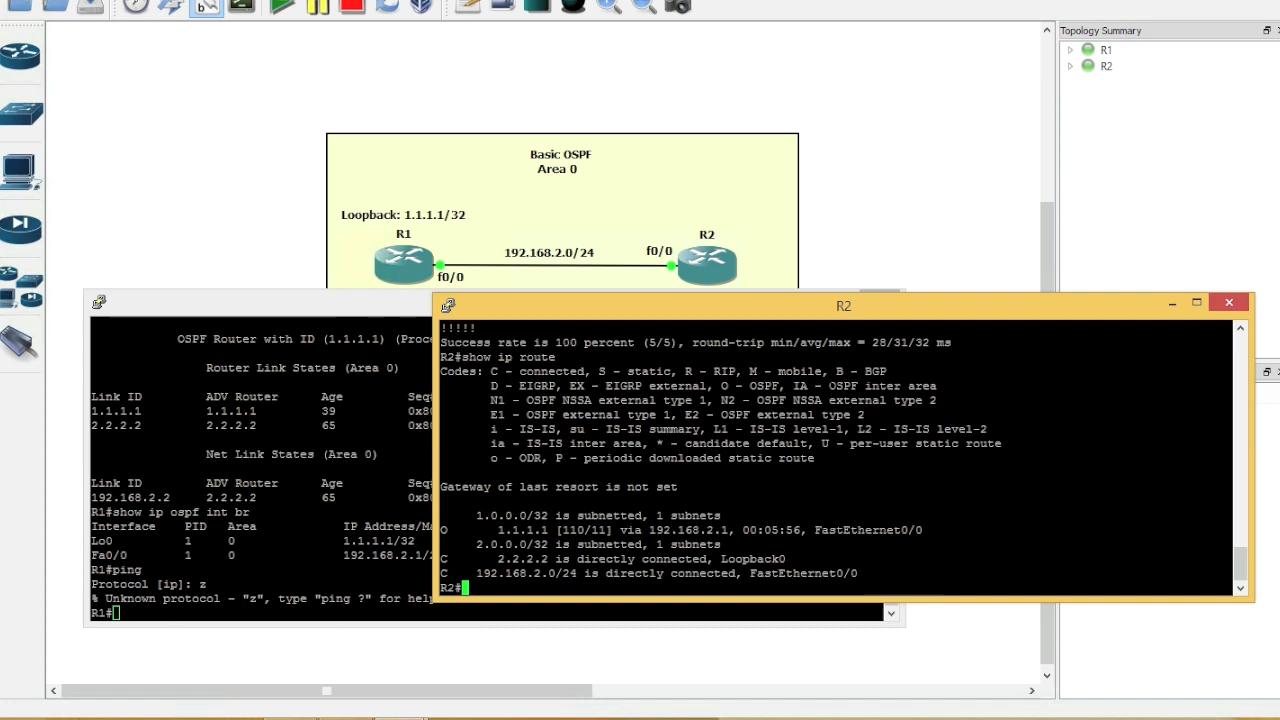 Topology Summary
R1
R2
Basic OSPF
Area 0
Loopback: 1.1.1.1/32
R1
R2
192.168.2.0/24
f0/0
f0/0
OSPF Router with ID (1.1.1.1) (Proc
Router Link States (Area 0)
Link ID ADV Router Age Seq
1.1.1.1 1.1.1.1 39 0x80
2.2.2.2 2.2.2.2 65 0x80
Net Link States (Area 0)
Link ID ADV Router Age Seq
192.168.2.2 2.2.2.2 65 0x80
R1#show ip ospf int br
Interface PID Area IP Address/Ma
Lo0 1 0 1.1.1.1/32
Fa0/0 1 0 192.168.2.1/2
R1#ping
Protocol [ip]: z
% Unknown protocol - "z", type "ping ?" for help
R1#
R2
!!!!!
Success rate is 100 percent (5/5), round-trip min/avg/max = 28/31/32 ms
R2#show ip route
Codes: C - connected, S - static, R - RIP, M - mobile, B - BGP
D - EIGRP, EX - EIGRP external, O - OSPF, IA - OSPF inter area
N1 - OSPF NSSA external type 1, N2 - OSPF NSSA external type 2
E1 - OSPF external type 1, E2 - OSPF external type 2
i - IS-IS, su - IS-IS summary, L1 - IS-IS level-1, L2 - IS-IS level-2
ia - IS-IS inter area, * - candidate default, U - per-user static route
o - ODR, P - periodic downloaded static route
Gateway of last resort is not set
1.0.0.0/32 is subnetted, 1 subnets
O 1.1.1.1 [110/11] via 192.168.2.1, 00:05:56, FastEthernet0/0
2.0.0.0/32 is subnetted, 1 subnets
C 2.2.2.2 is directly connected, Loopback0
C 192.168.2.0/24 is directly connected, FastEthernet0/0
R2#